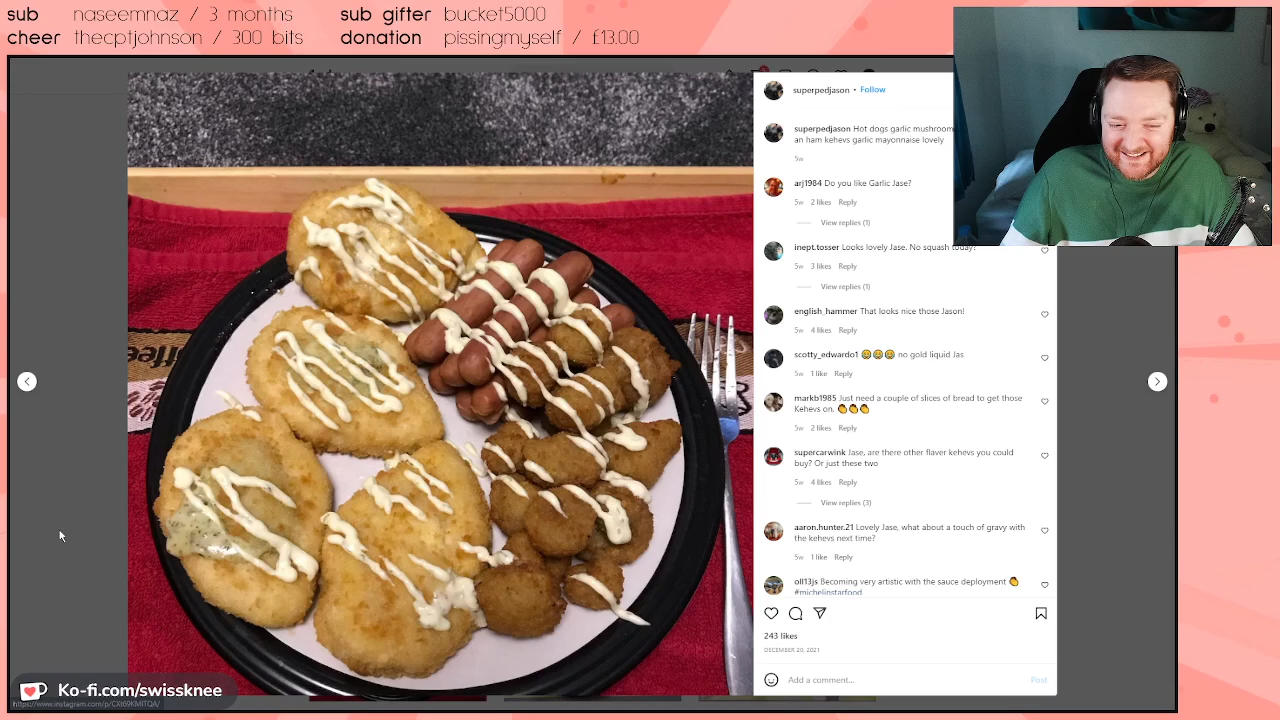 sub nasemnaz / 3 months sub gifter bucket5000
cheer thecptjohnson / 300 bits donation pissingmyself / £13.00
superpedjason • Follow
superpedjason Hot dogs garlic mushroom
an ham kehevs garlic mayonnaise lovely
5w
arj1984 Do you like Garlic Jase?
5w 2 likes Reply
View replies (1)
inept.tosser Looks lovely Jase. No squash today?
5w 3 likes Reply
View replies (1)
english_hammer That looks nice those Jason!
5w 4 likes Reply
scotty_edwardo1 😂😂😂 no gold liquid Jas
5w 1 like Reply
markb1985 Just need a couple of slices of bread to get those
Kehevs on. 👏👏👏
5w 2 likes Reply
supercarwink Jase, are there other flaver kehevs you could
buy? Or just these two
5w 4 likes Reply
View replies (3)
aaron.hunter.21 Lovely Jase, what about a touch of gravy with
the kehevs next time?
5w 1 like Reply
oll13js Becoming very artistic with the sauce deployment 👏
#michelinstarfood
243 likes
DECEMBER 20, 2021
Add a comment...
Post
Coffee
Ko-fi.com/swissknee